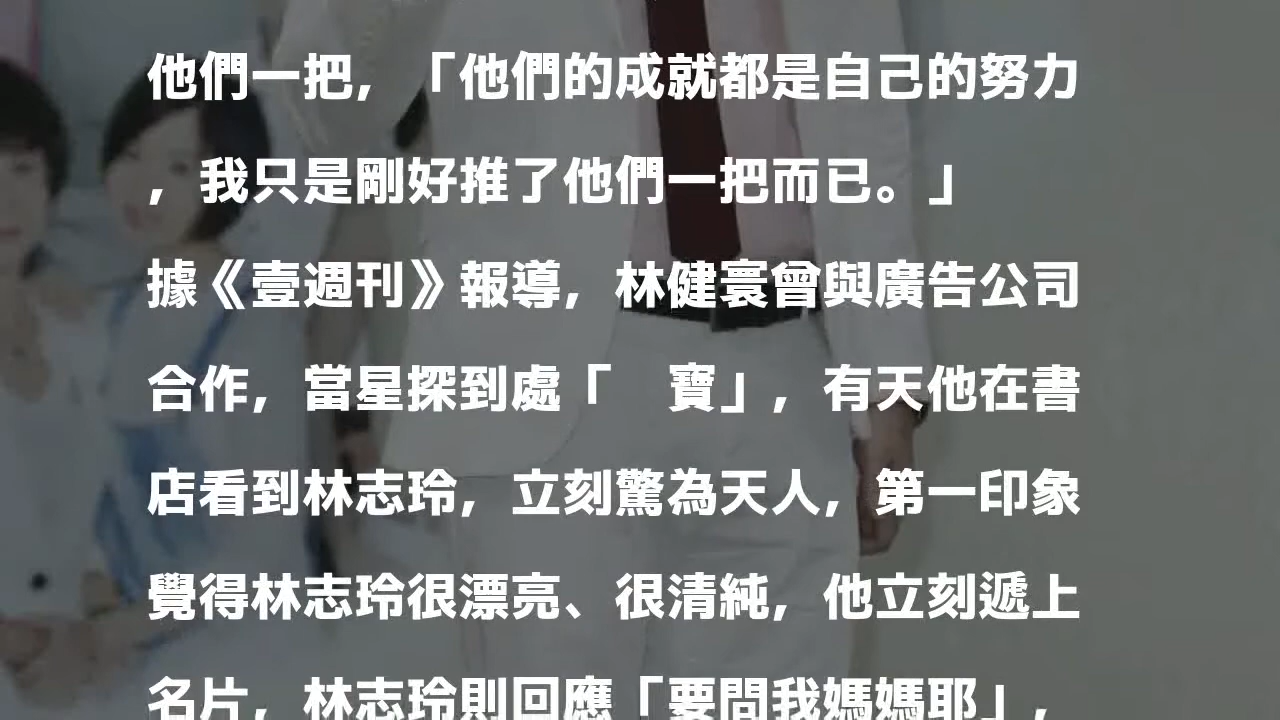 他們一把，「他們的成就都是自己的努力
，我只是剛好推了他們一把而已。」
據《壹週刊》報導，林健寰曾與廣告公司
合作，當星探到處「　寶」，有天他在書
店看到林志玲，立刻驚為天人，第一印象
覺得林志玲很漂亮、很清純，他立刻遞上
名片，林志玲則回應「要問我媽媽耶」，